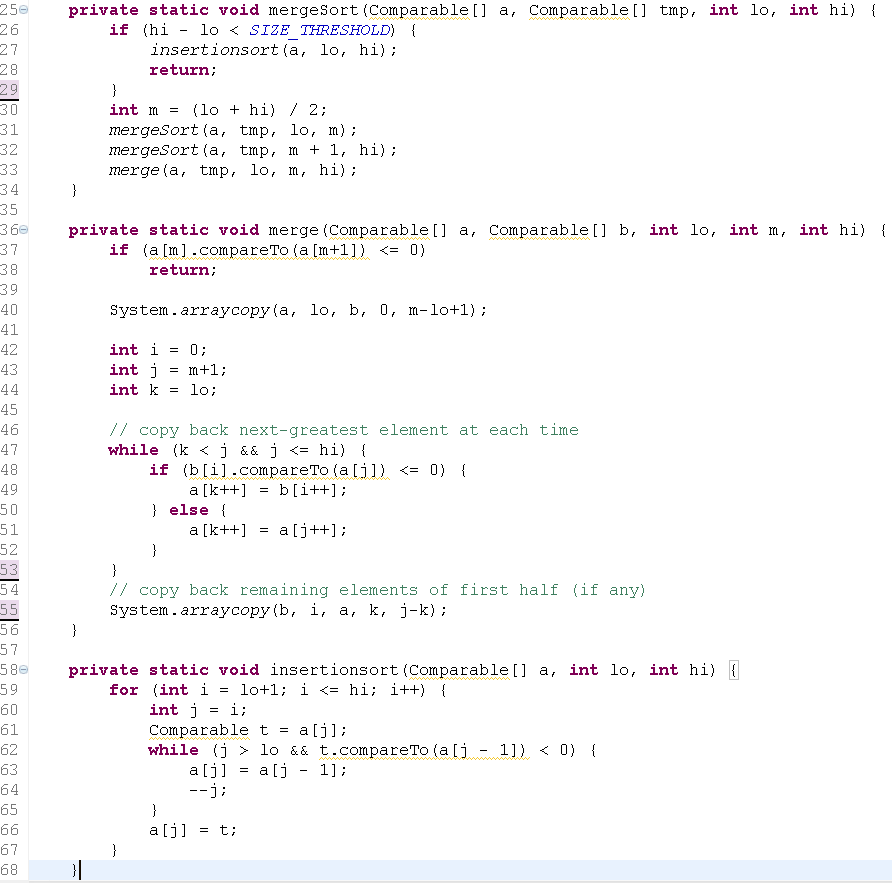 25 private static void mergeSort(Comparable[] a, Comparable[] tmp, int lo, int hi) {
26     if (hi - lo < SIZE_THRESHOLD) {
27         insertionsort(a, lo, hi);
28         return;
29     }
30     int m = (lo + hi) / 2;
31     mergeSort(a, tmp, lo, m);
32     mergeSort(a, tmp, m + 1, hi);
33     merge(a, tmp, lo, m, hi);
34 }
35
36 private static void merge(Comparable[] a, Comparable[] b, int lo, int m, int hi) {
37     if (a[m].compareTo(a[m+1]) <= 0)
38         return;
39
40     System.arraycopy(a, lo, b, 0, m-lo+1);
41
42     int i = 0;
43     int j = m+1;
44     int k = lo;
45
46     // copy back next-greatest element at each time
47     while (k < j && j <= hi) {
48         if (b[i].compareTo(a[j]) <= 0) {
49             a[k++] = b[i++];
50         } else {
51             a[k++] = a[j++];
52         }
53     }
54     // copy back remaining elements of first half (if any)
55     System.arraycopy(b, i, a, k, j-k);
56 }
57
58 private static void insertionsort(Comparable[] a, int lo, int hi) {
59     for (int i = lo+1; i <= hi; i++) {
60         int j = i;
61         Comparable t = a[j];
62         while (j > lo && t.compareTo(a[j - 1]) < 0) {
63             a[j] = a[j - 1];
64             --j;
65         }
66         a[j] = t;
67     }
68 }